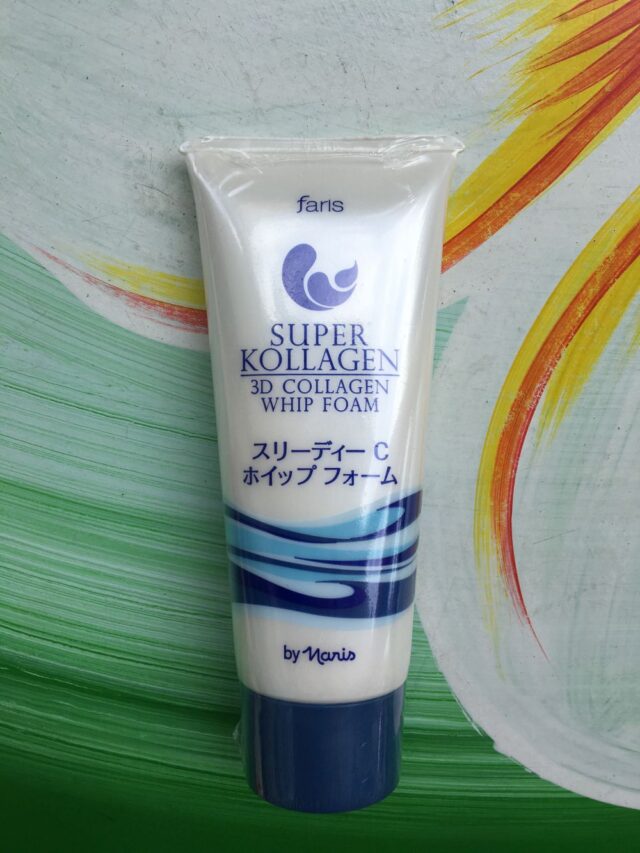 faris
SUPER
KOLLAGEN
3D COLLAGEN
WHIP FOAM
スリーディー C
ホイップ フォーム
by Naris